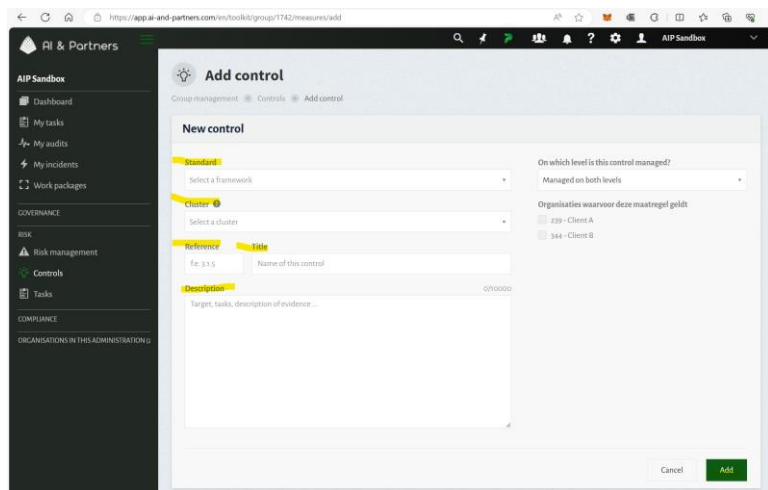 https://app.ai-and-partners.com/en/toolkit/group/1742/measures/add
AI & Partners
AIP Sandbox
AIP Sandbox
Dashboard
My tasks
My audits
My incidents
Work packages
GOVERNANCE
RISK
Risk management
Controls
Tasks
COMPLIANCE
ORGANISATIONS IN THIS ADMINISTRATION
Add control
Group management Controls Add control
New control
Standard
Select a framework
Cluster
Select a cluster
Reference Title
f.e. 3.1.5 Name of this control
Description 0/10000
Target, tasks, description of evidence ...
On which level is this control managed?
Managed on both levels
Organisaties waarvoor deze maatregel geldt
239 - Client A
344 - Client B
Cancel Add